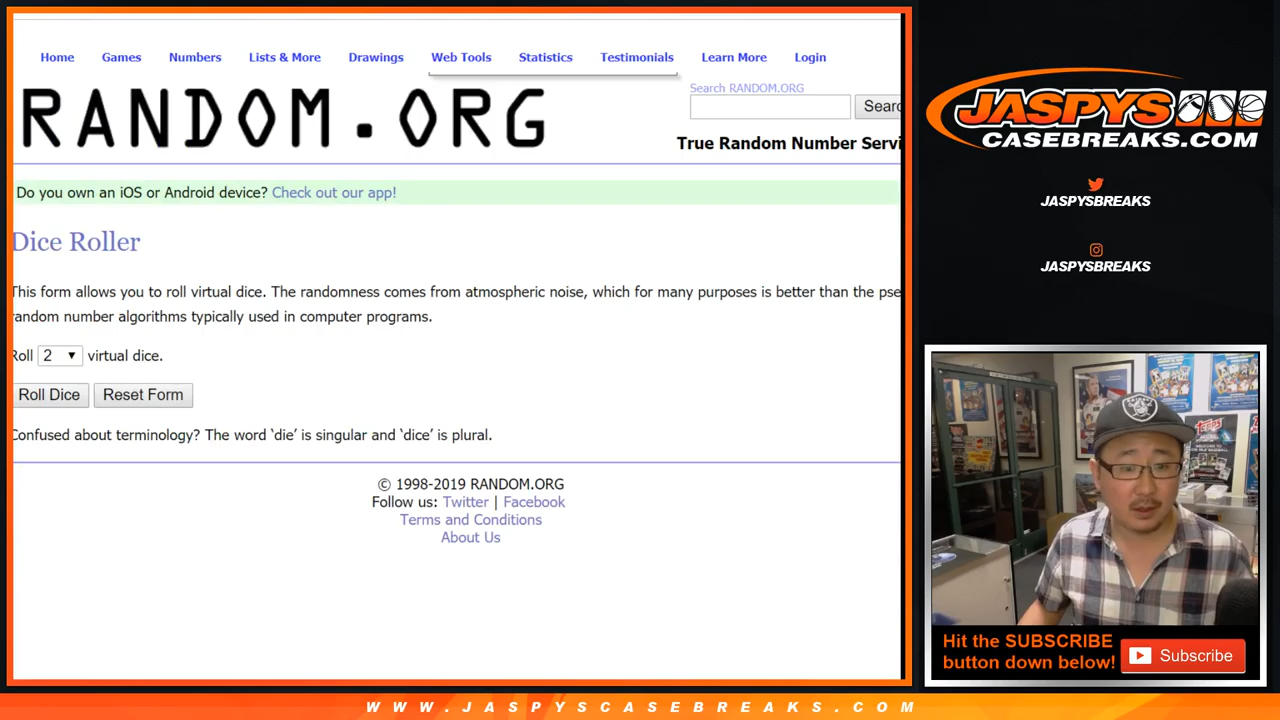 Home Games Numbers Lists & More Drawings Web Tools Statistics Testimonials Learn More Login
Search RANDOM.ORG
RANDOM.ORG
Searc
True Random Number Servi
Do you own an iOS or Android device? Check out our app!
Dice Roller
This form allows you to roll virtual dice. The randomness comes from atmospheric noise, which for many purposes is better than the pse
random number algorithms typically used in computer programs.
Roll 2 virtual dice.
Roll Dice Reset Form
Confused about terminology? The word ‘die’ is singular and ‘dice’ is plural.
© 1998-2019 RANDOM.ORG
Follow us: Twitter | Facebook
Terms and Conditions
About Us
JASPYS
CASEBREAKS.COM
JASPYSBREAKS
JASPYSBREAKS
RAIDERS
topps
Hit the SUBSCRIBE
button down below!
Subscribe
WWW.JASPYSCASEBREAKS.COM